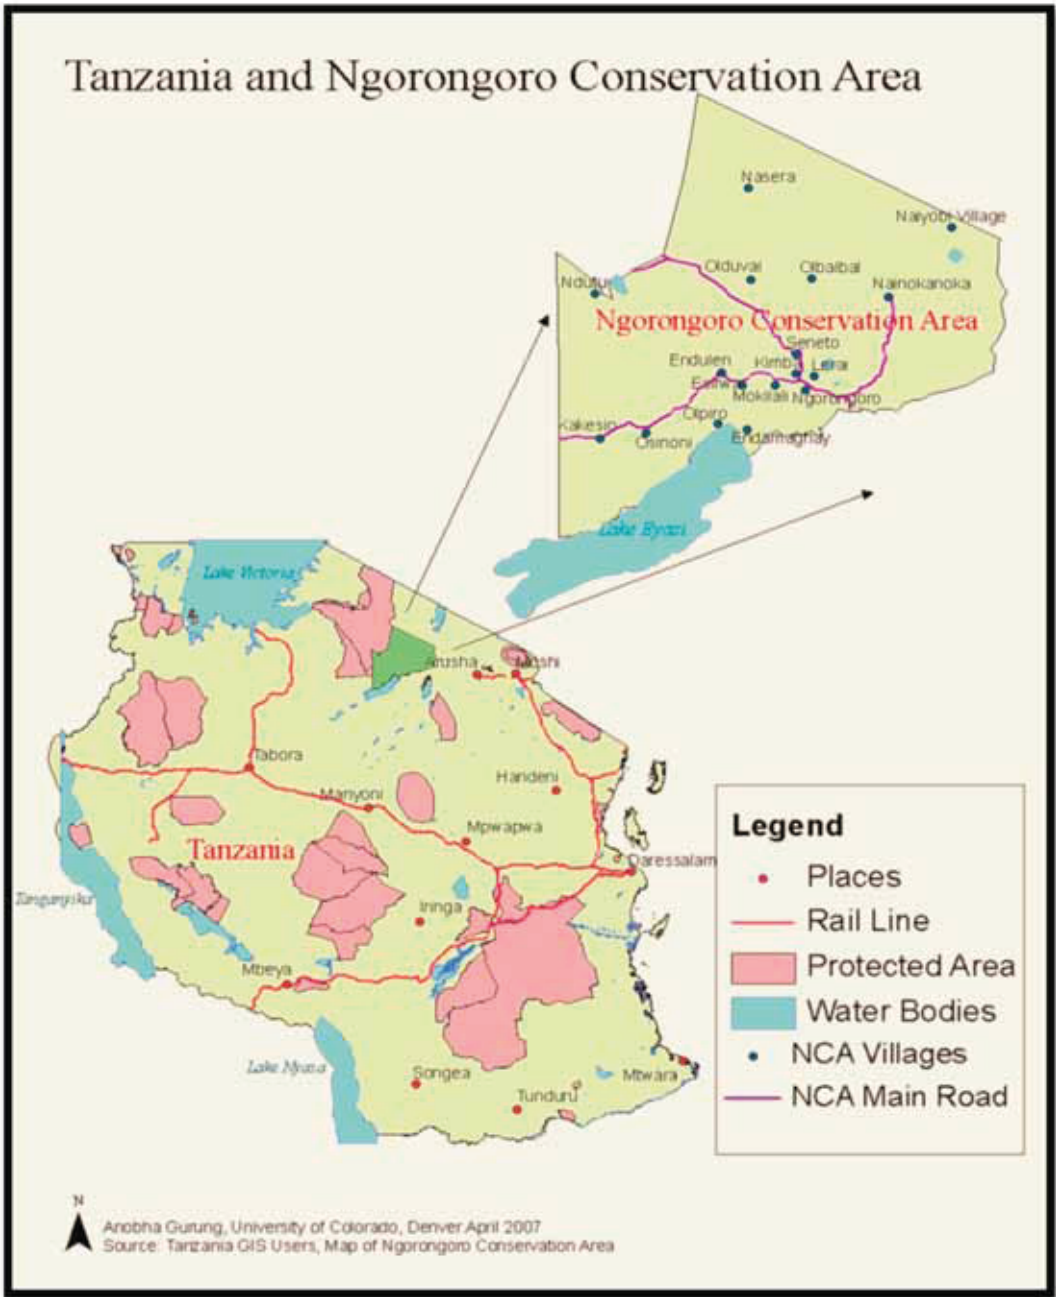 Tanzania and Ngorongoro Conservation Area
Nasera
Naiyobi Village
Olduvai
Olbalbal
Ndutu
Nainokanoka
Ngorongoro Conservation Area
Seneto
Endulen
Kimba
Lerai
Mokilali
Ngorongoro
Olpiro
Kakesio
Osinoni
Endamaghay
Lake Eyasi
Lake Victoria
Arusha
Moshi
Tabora
Handeni
Manyoni
Mpwapwa
Tanzania
Daressalam
Tanganyika
Iringa
Mbeya
Lake Nyasa
Songea
Mtwara
Tunduru
Legend
Places
Rail Line
Protected Area
Water Bodies
NCA Villages
NCA Main Road
N
Anobha Gurung, University of Colorado, Denver April 2007
Source: Tanzania GIS Users, Map of Ngorongoro Conservation Area